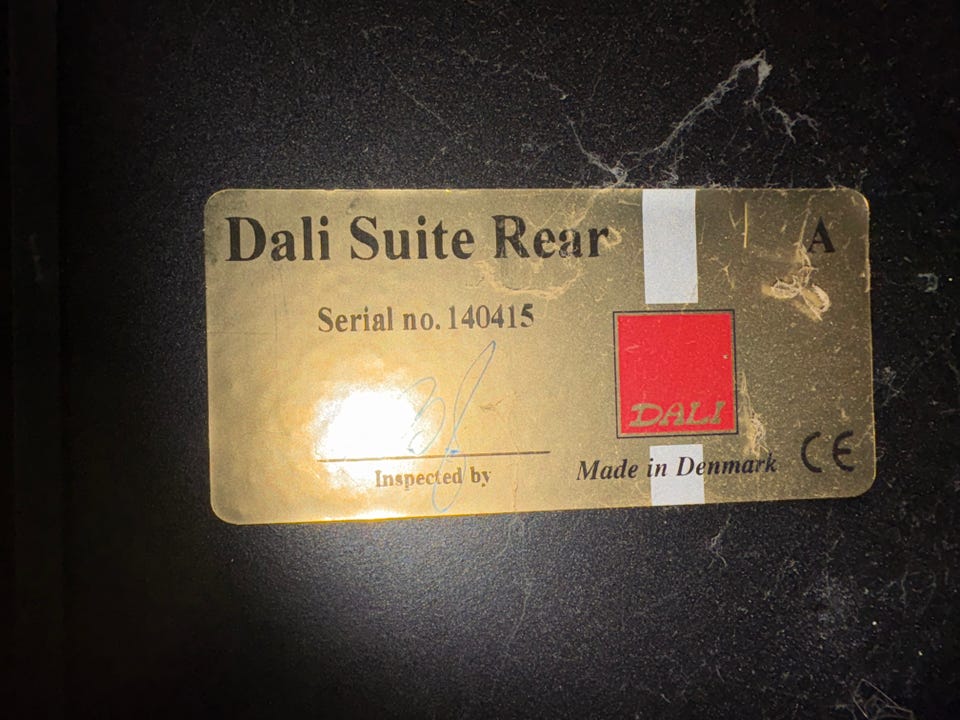 Dali Suite Rear
A
Serial no. 140415
DALI
Inspected by
Made in Denmark
CE